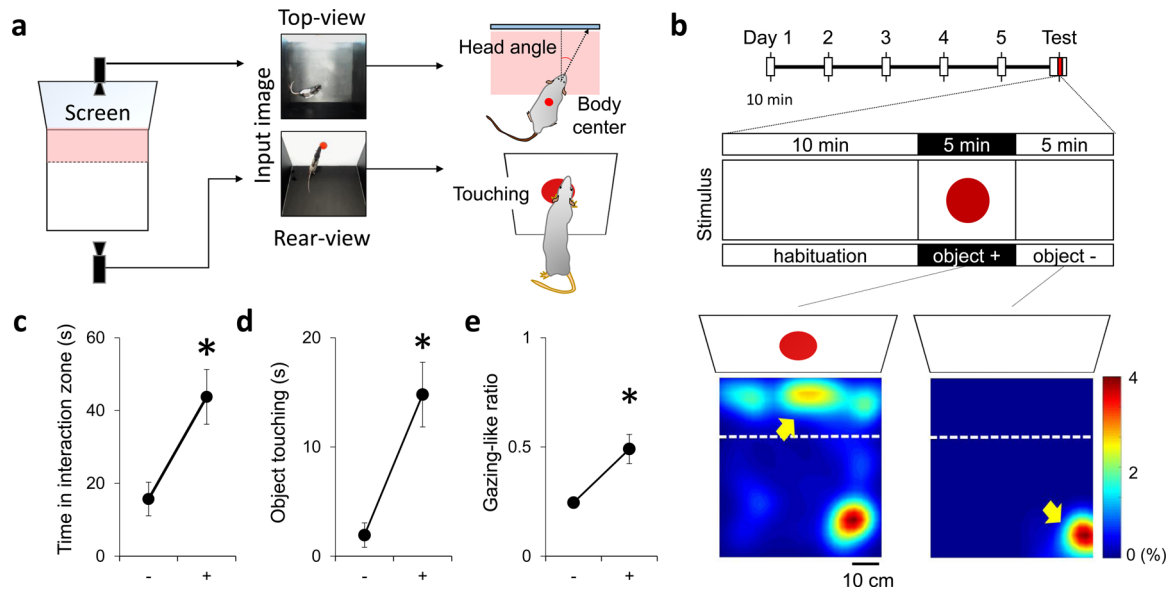 a
Top-view
Screen
Input image
Rear-view
Head angle
Body
center
Touching
b
Day 1 2 3 4 5 Test
10 min
10 min 5 min 5 min
Stimulus
habituation object + object -
c
Time in interaction zone (s)
60
40
20
0
- +
d
Object touching (s)
20
10
0
- +
e
Gazing-like ratio
1
0.5
0
- +
*
*
*
4
2
0 (%)
10 cm